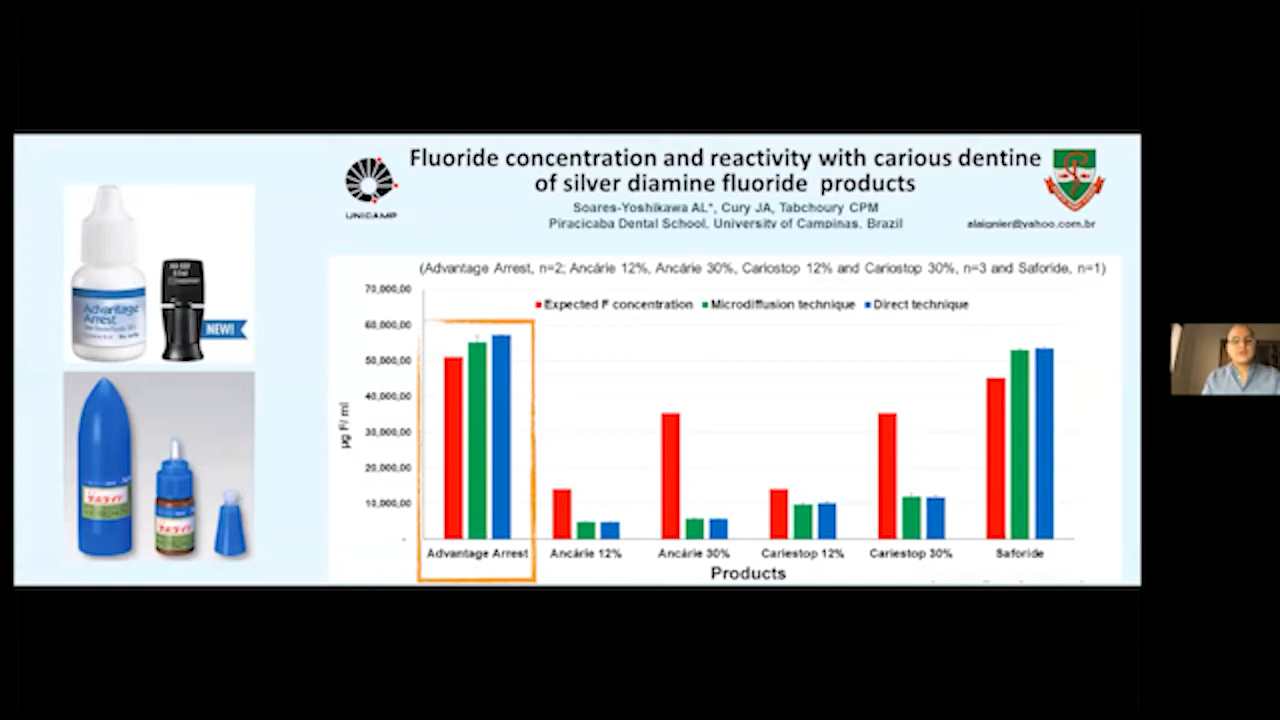 Fluoride concentration and reactivity with carious dentine
of silver diamine fluoride products
Soares-Yoshikawa AL*, Cury JA, Tabchoury CPM
Piracicaba Dental School, University of Campinas, Brazil
alaignier@yahoo.com.br
UNICAMP
Advantage
Arrest
NEW!
(Advantage Arrest, n=2; Ancárie 12%, Ancárie 30%, Cariostop 12% and Cariostop 30%, n=3 and Saforide, n=1)
Expected F concentration
Microdiffusion technique
Direct technique
µg F/ ml
70,000,00
60,000,00
50,000,00
40,000,00
30,000,00
20,000,00
10,000,00
-
Advantage Arrest
Ancárie 12%
Ancárie 30%
Cariestop 12%
Cariestop 30%
Saforide
Products